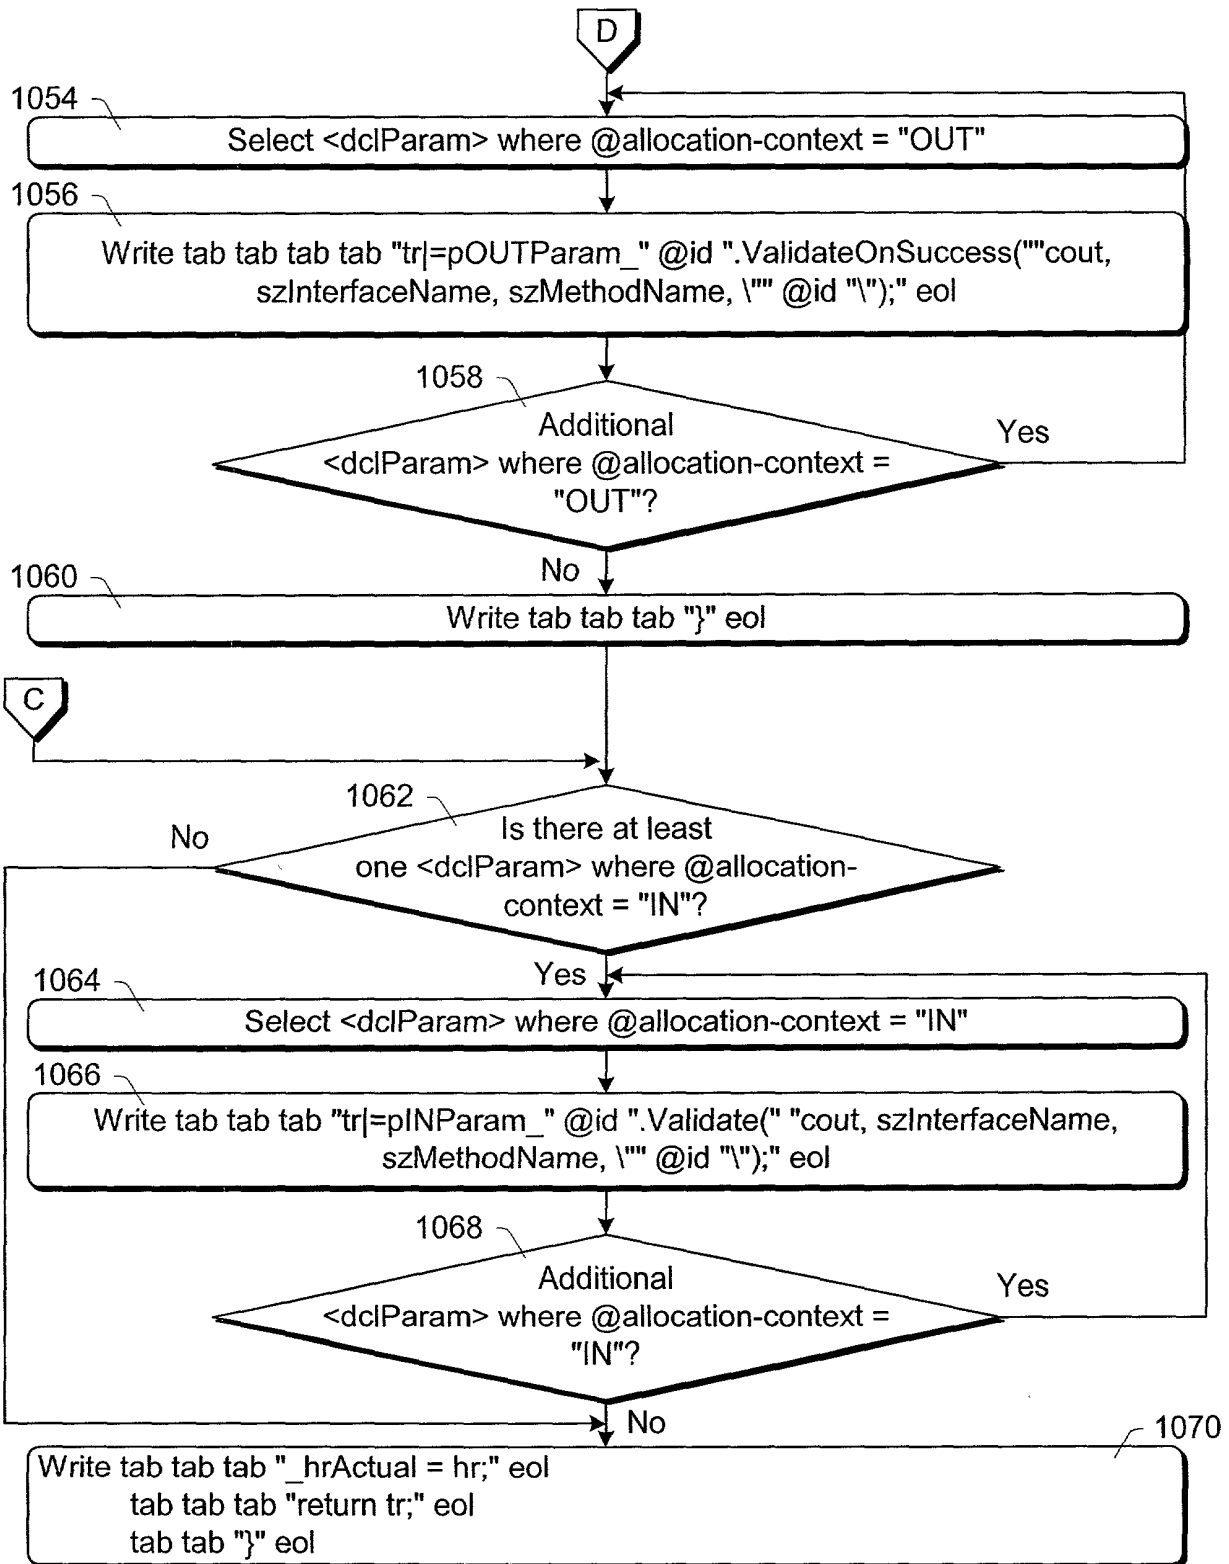 D
1054
Select <dclParam> where @allocation-context = "OUT"
1056
Write tab tab tab tab "tr|=pOUTParam_" @id ".ValidateOnSuccess(""cout,
szInterfaceName, szMethodName, \"" @id "\");" eol
1058
Additional
<dclParam> where @allocation-context =
"OUT"?
Yes
No
1060
Write tab tab tab "}" eol
C
1062
No
Is there at least
one <dclParam> where @allocation-
context = "IN"?
Yes
1064
Select <dclParam> where @allocation-context = "IN"
1066
Write tab tab tab "tr|=pINParam_" @id ".Validate(" "cout, szInterfaceName,
szMethodName, \"" @id "\");" eol
1068
Additional
<dclParam> where @allocation-context =
"IN"?
Yes
No
1070
Write tab tab tab "_hrActual = hr;" eol
tab tab tab "return tr;" eol
tab tab "}" eol